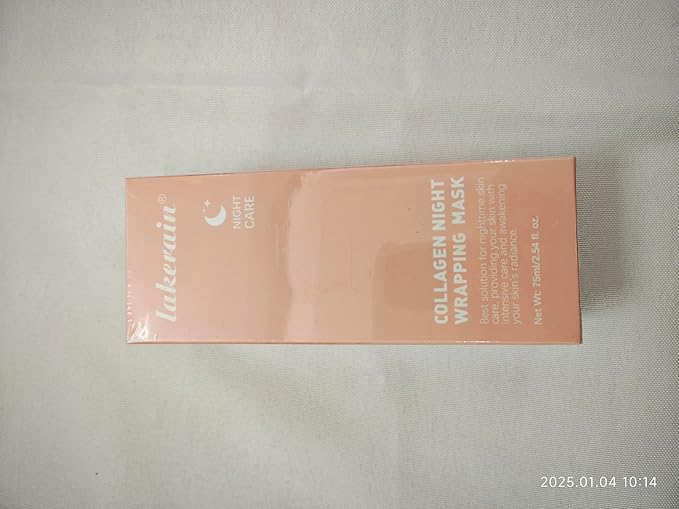 lakerain®
NIGHT
CARE
COLLAGEN NIGHT
WRAPPING MASK
Best solution for nighttime skin
care, providing your skin with
intensive care and awakening
your skin's radiance.
Net Wt: 75ml/2.54 fl. oz.
2025.01.04 10:14